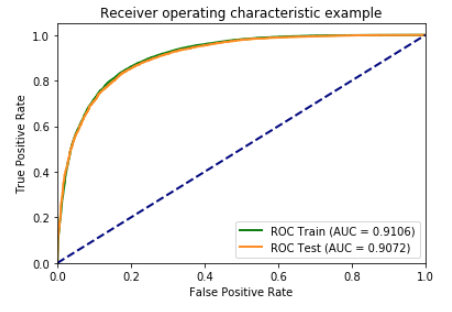 Receiver operating characteristic example
1.0
0.8
0.6
0.4
0.2
0.0
True Positive Rate
ROC Train (AUC = 0.9106)
ROC Test (AUC = 0.9072)
0.0 0.2 0.4 0.6 0.8 1.0
False Positive Rate